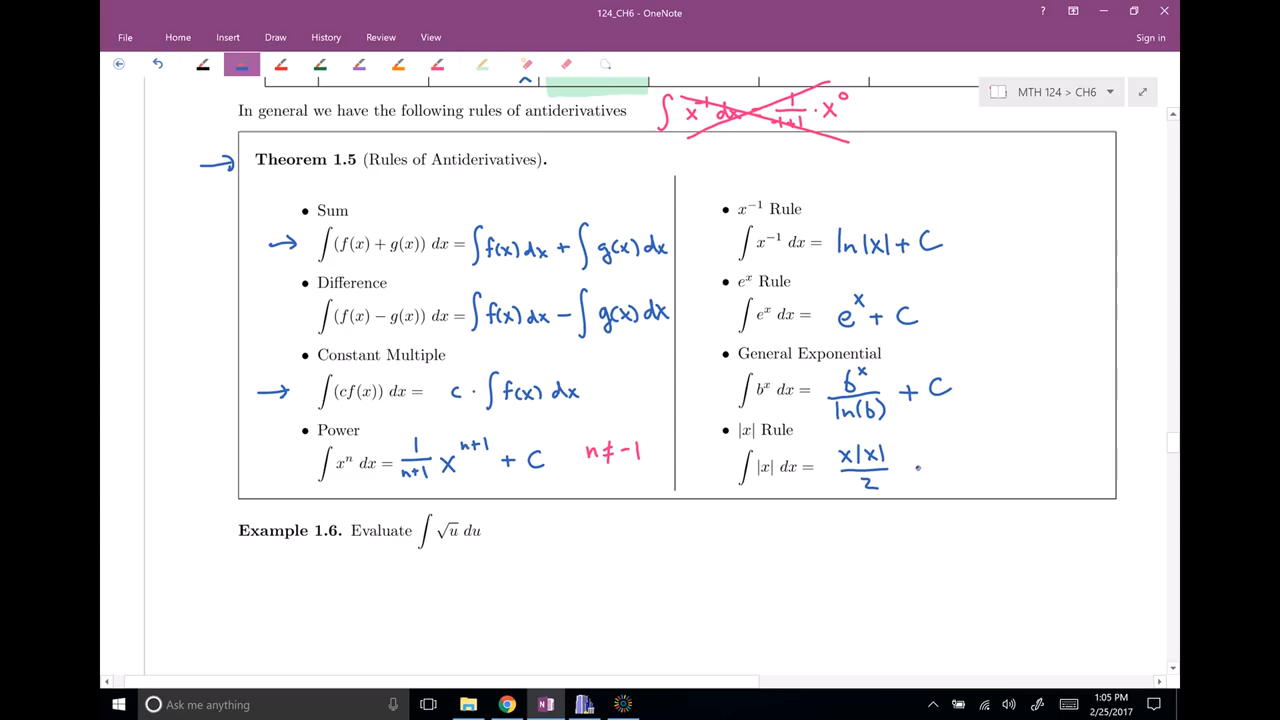 124_CH6 - OneNote
?
File Home Insert Draw History Review View Sign in
MTH 124 > CH6
In general we have the following rules of antiderivatives
∫ x⁻¹ dx = 1/(-1+1) · x⁰
Theorem 1.5 (Rules of Antiderivatives).
• Sum
∫(f(x) + g(x)) dx = ∫f(x) dx + ∫g(x) dx
• Difference
∫(f(x) − g(x)) dx = ∫f(x) dx − ∫g(x) dx
• Constant Multiple
∫(cf(x)) dx = c · ∫f(x) dx
• Power
∫xⁿ dx = 1/(n+1) x^(n+1) + C n ≠ -1
• x⁻¹ Rule
∫x⁻¹ dx = ln|x| + C
• eˣ Rule
∫eˣ dx = eˣ + C
• General Exponential
∫bˣ dx = bˣ/ln(b) + C
• |x| Rule
∫|x| dx = x|x|/2
Example 1.6. Evaluate ∫√u du
Ask me anything
1:05 PM
2/25/2017